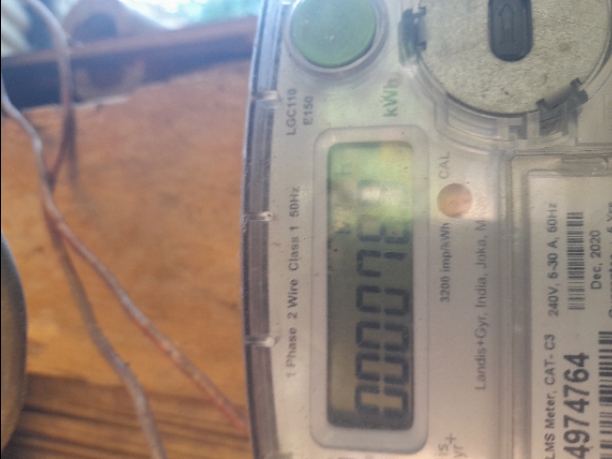 LGC110
E150
kWh
1 Phase 2 Wire Class 1 50Hz
CAL
3200 imp/kWh
Landis+Gyr, India, Joka,
240V, 5-30 A, 50Hz
Dec, 2020
LMS Meter, CAT- C3
4974764